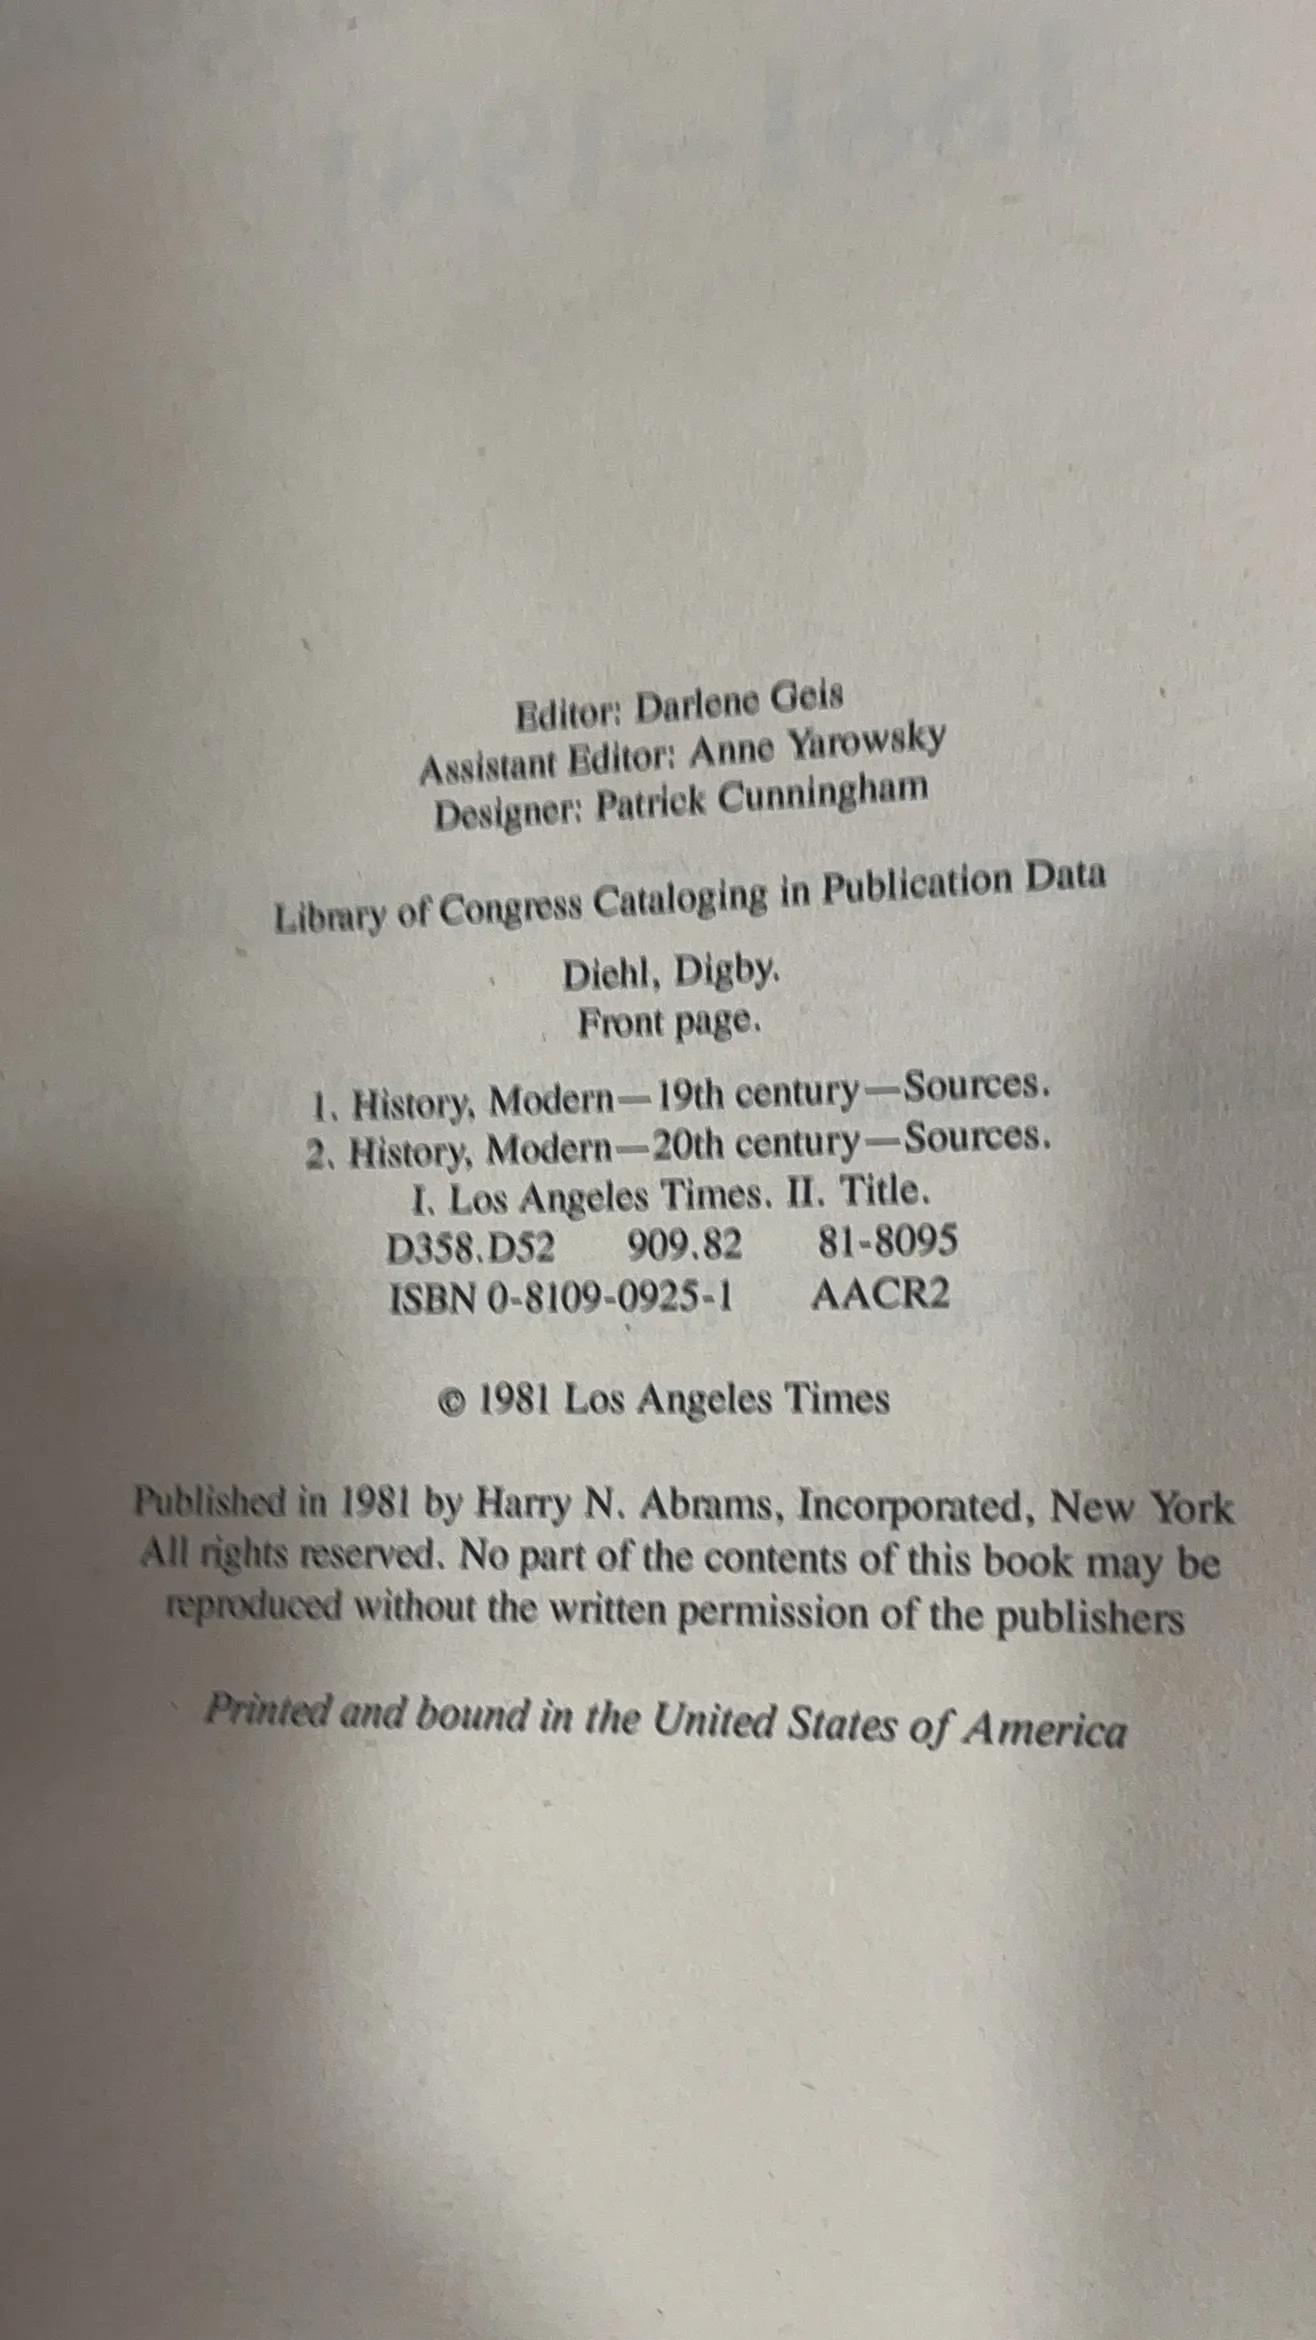 Editor: Darlene Geis
Assistant Editor: Anne Yarowsky
Designer: Patrick Cunningham
Library of Congress Cataloging in Publication Data
Diehl, Digby.
Front page.
1. History, Modern—19th century—Sources.
2. History, Modern—20th century—Sources.
I. Los Angeles Times. II. Title.
D358.D52 909.82 81-8095
ISBN 0-8109-0925-1 AACR2
© 1981 Los Angeles Times
Published in 1981 by Harry N. Abrams, Incorporated, New York
All rights reserved. No part of the contents of this book may be
reproduced without the written permission of the publishers
Printed and bound in the United States of America